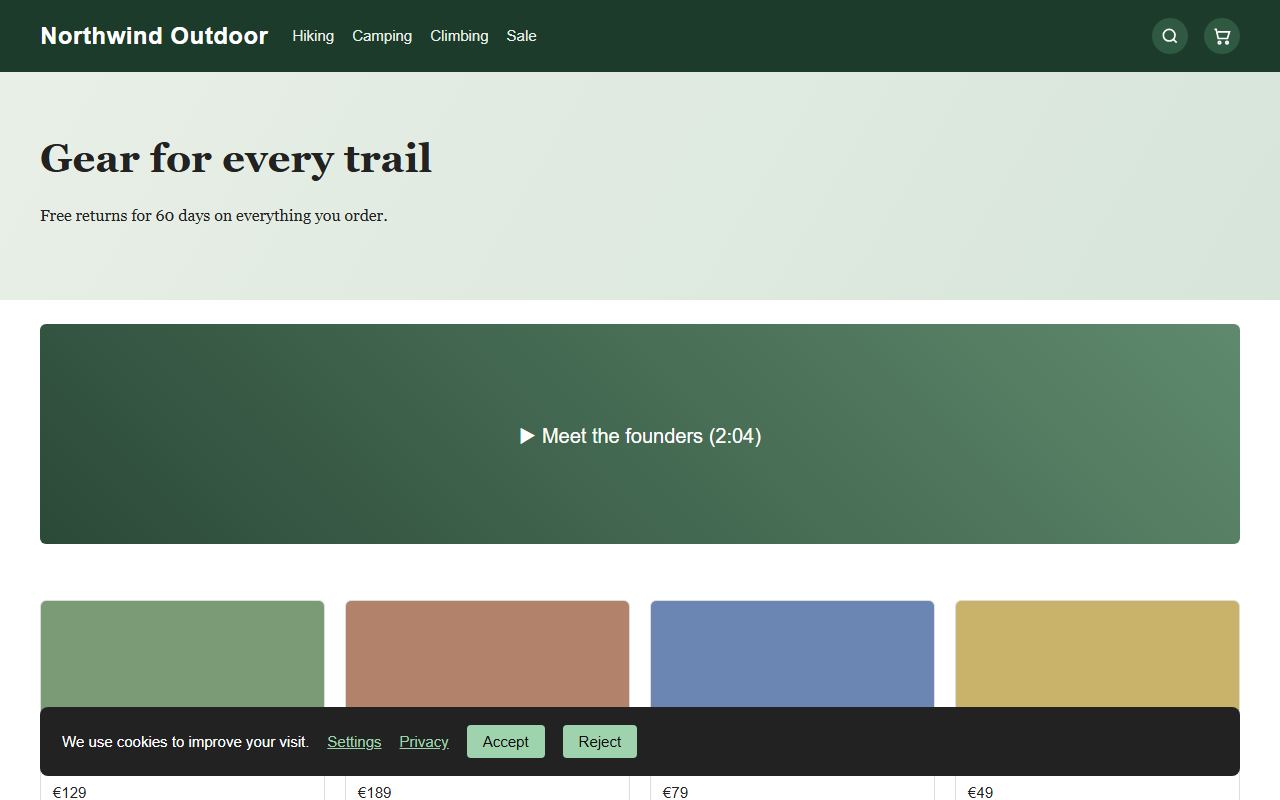 Northwind Outdoor Hiking Camping Climbing Sale
Gear for every trail
Free returns for 60 days on everything you order.
▶ Meet the founders (2:04)
We use cookies to improve your visit. Settings Privacy Accept Reject
€129 €189 €79 €49